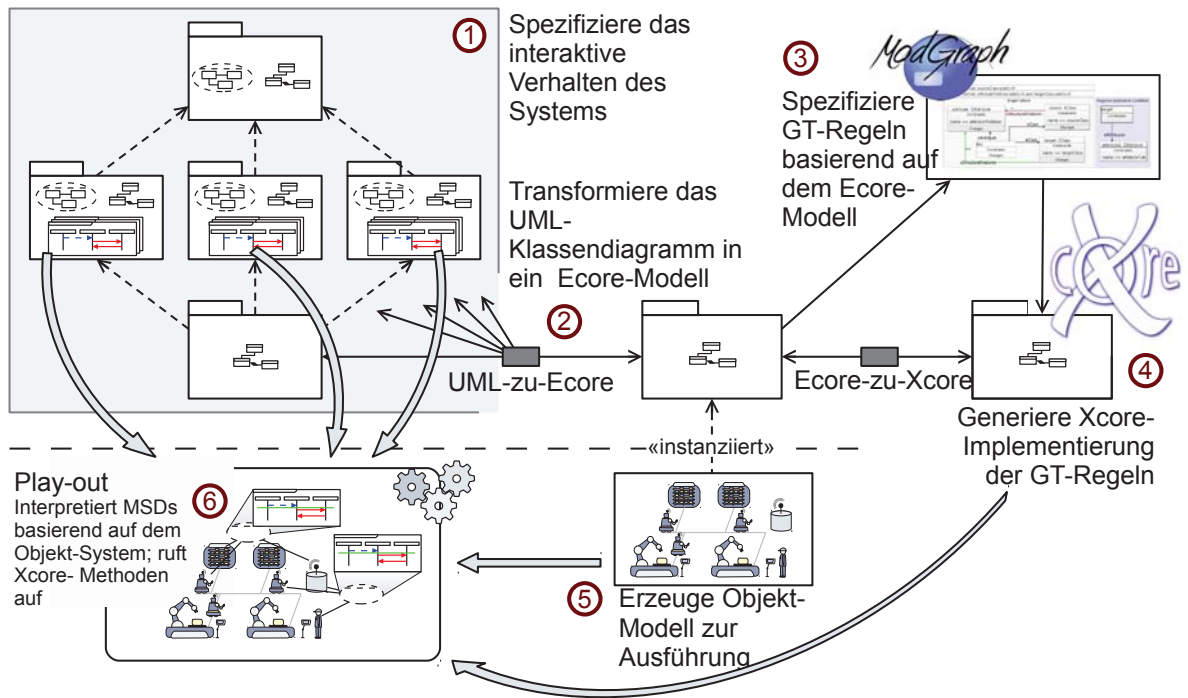 1
Spezifiziere das
interaktive
Verhalten des
Systems
3
ModGraph
Spezifiziere
GT-Regeln
basierend auf
dem Ecore-
Modell
Transformiere das
UML-
Klassendiagramm in
ein Ecore-Modell
2
UML-zu-Ecore
xcore
Ecore-zu-Xcore
4
Generiere Xcore-
Implementierung
der GT-Regeln
«instanziiert»
Play-out
Interpretiert MSDs
basierend auf dem
Objekt-System; ruft
Xcore- Methoden
auf
6
5
Erzeuge Objekt-
Modell zur
Ausführung